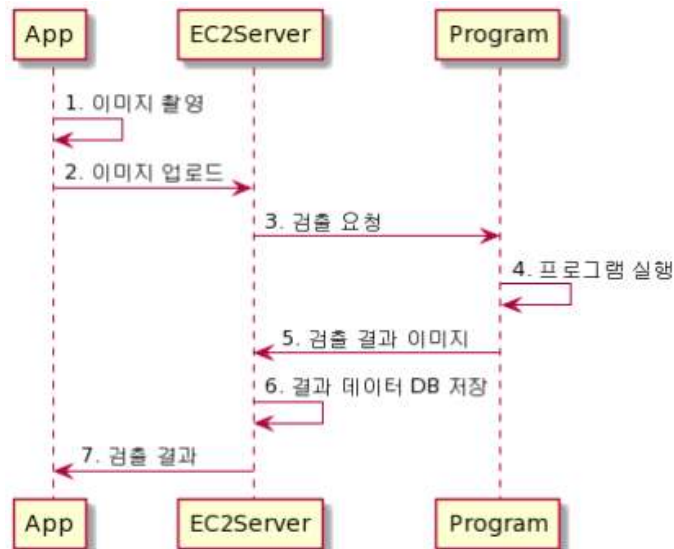 App EC2Server Program
1. 이미지 촬영
2. 이미지 업로드
3. 검출 요청
4. 프로그램 실행
5. 검출 결과 이미지
6. 결과 데이터 DB 저장
7. 검출 결과
App EC2Server Program